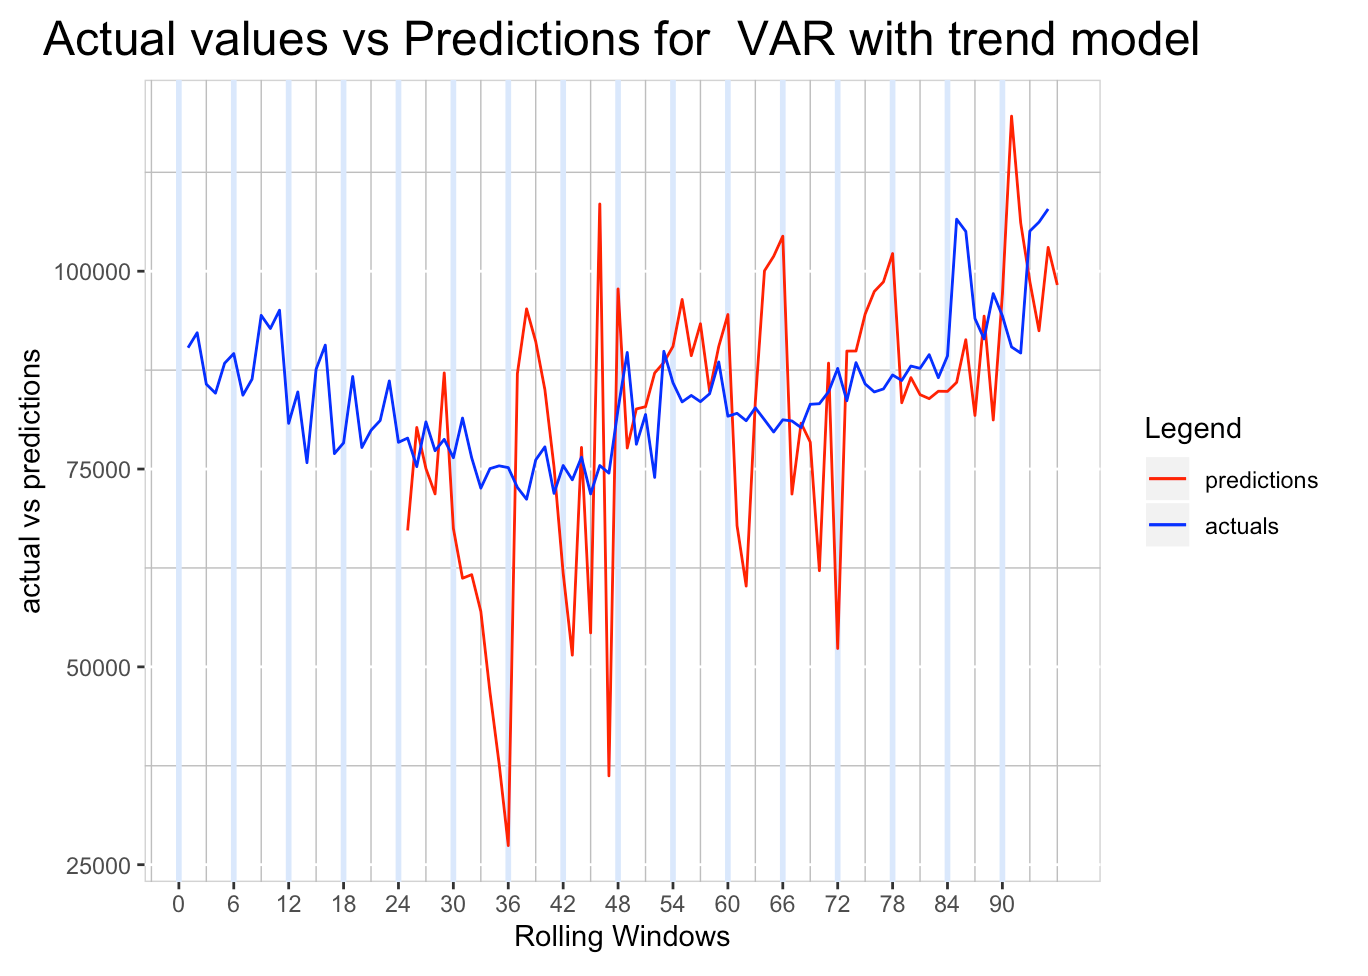 Actual values vs Predictions for  VAR with trend model
actual vs predictions
100000
75000
50000
25000
0 6 12 18 24 30 36 42 48 54 60 66 72 78 84 90
Rolling Windows
Legend
predictions
actuals